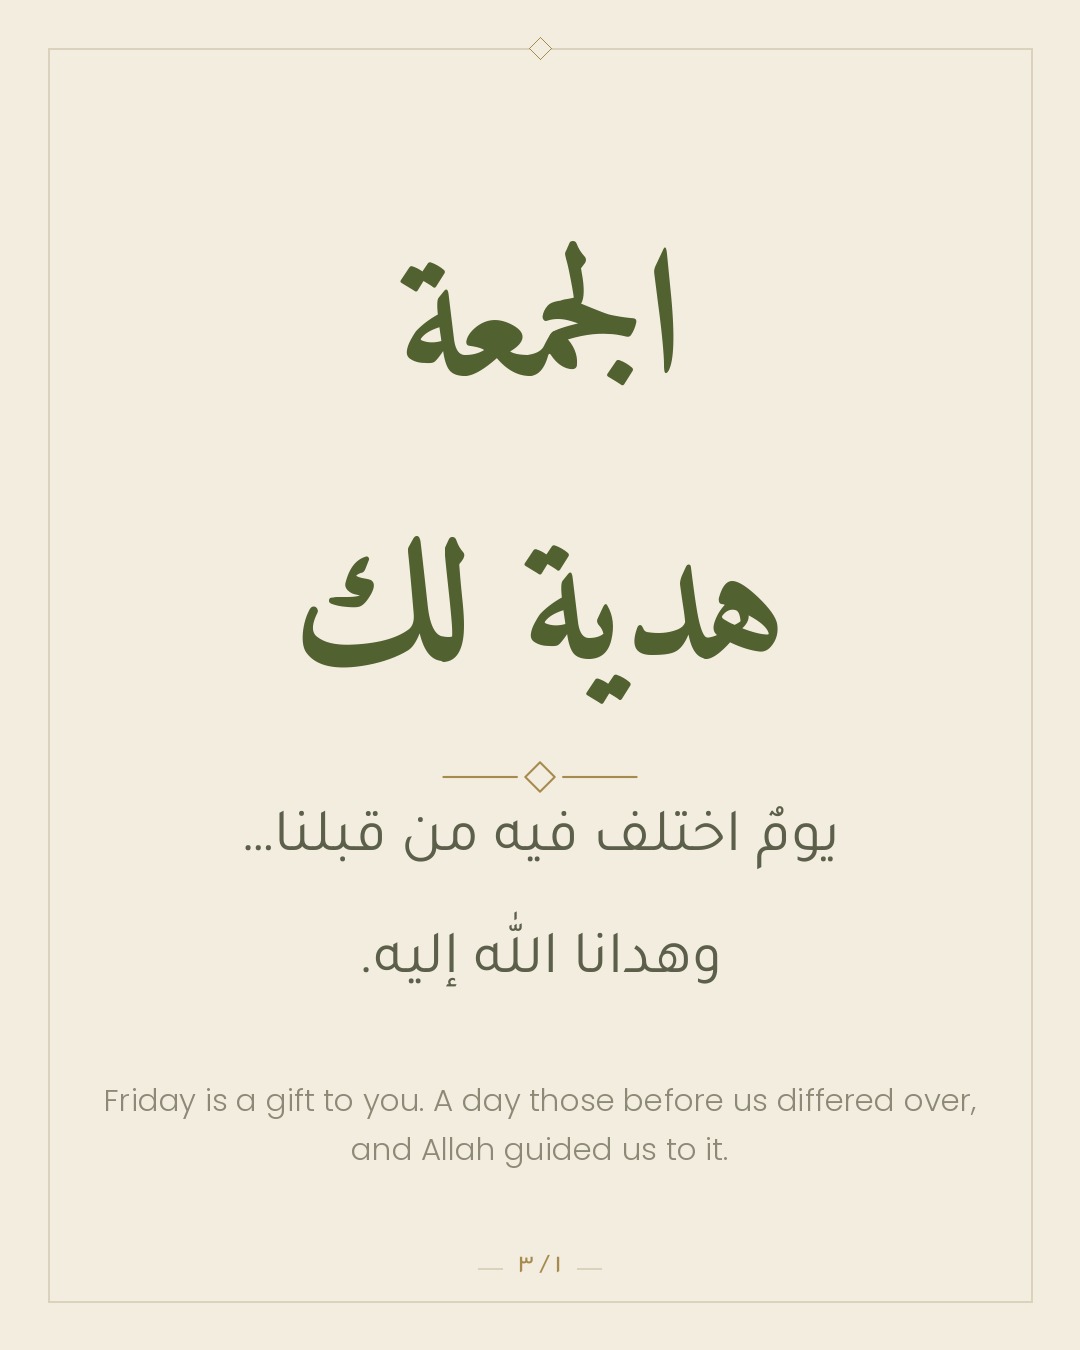 الجمعة
هدية لك
يومٌ اختلف فيه من قبلنا...
وهدانا اللّٰه إليه.
Friday is a gift to you. A day those before us differed over,
and Allah guided us to it.
١/٣